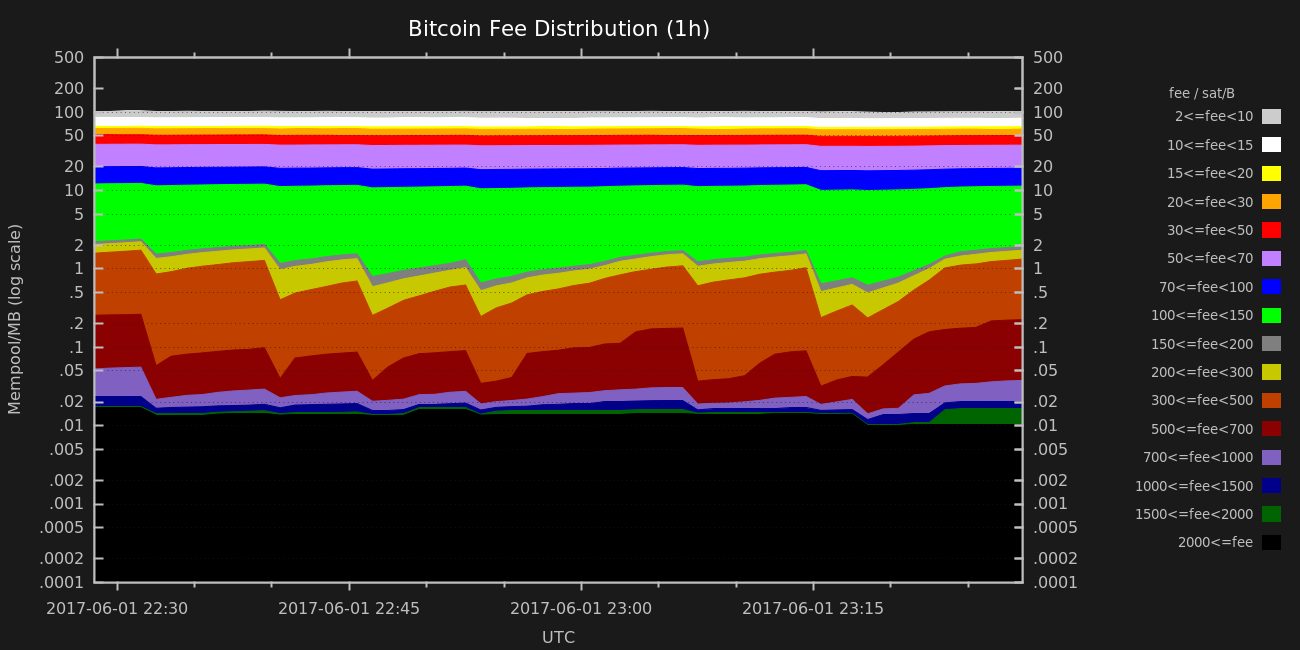 Bitcoin Fee Distribution (1h)
500 500
200 200
100 100
50 50
20 20
10 10
5 5
2 2
1 1
.5 .5
.2 .2
.1 .1
.05 .05
.02 .02
.01 .01
.005 .005
.002 .002
.001 .001
.0005 .0005
.0002 .0002
.0001 .0001
Mempool/MB (log scale)
2017-06-01 22:30 2017-06-01 22:45 2017-06-01 23:00 2017-06-01 23:15
UTC
fee / sat/B
2<=fee<10
10<=fee<15
15<=fee<20
20<=fee<30
30<=fee<50
50<=fee<70
70<=fee<100
100<=fee<150
150<=fee<200
200<=fee<300
300<=fee<500
500<=fee<700
700<=fee<1000
1000<=fee<1500
1500<=fee<2000
2000<=fee